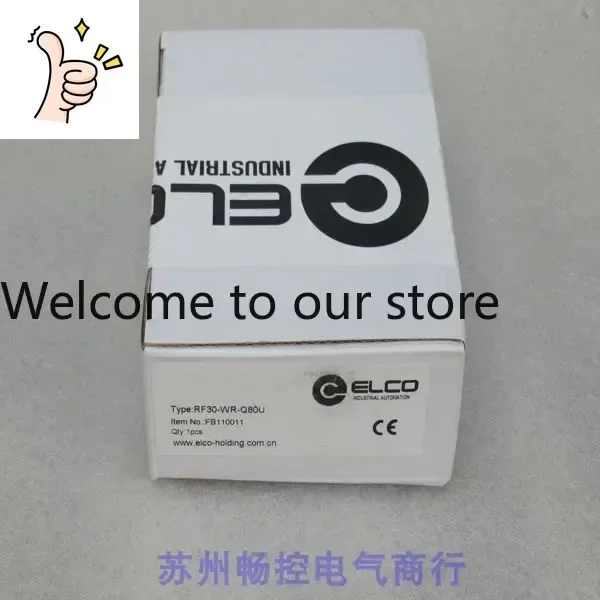 INDUSTRIAL A
ELC
Welcome to our store
ELCO
INDUSTRIAL AUTOMATION
Type:RF30-WR-Q80U
Item No.:FB110011
Qty:1pcs
www.elco-holding.com.cn
CE
苏州畅控电气商行